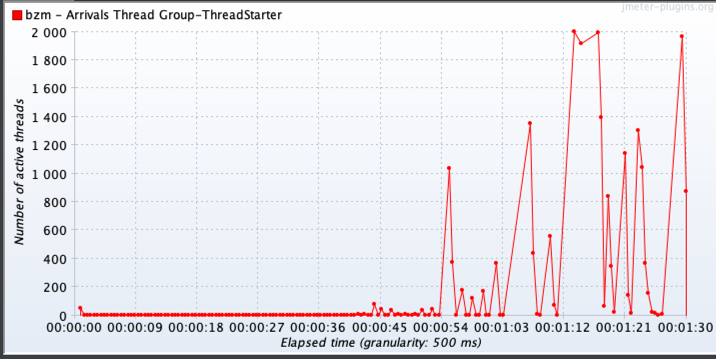 bzm - Arrivals Thread Group-ThreadStarter
jmeter-plugins.org
2 000
1 800
1 600
1 400
1 200
1 000
800
600
400
200
0
Number of active threads
00:00:00 00:00:09 00:00:18 00:00:27 00:00:36 00:00:45 00:00:54 00:01:03 00:01:12 00:01:21 00:01:30
Elapsed time (granularity: 500 ms)